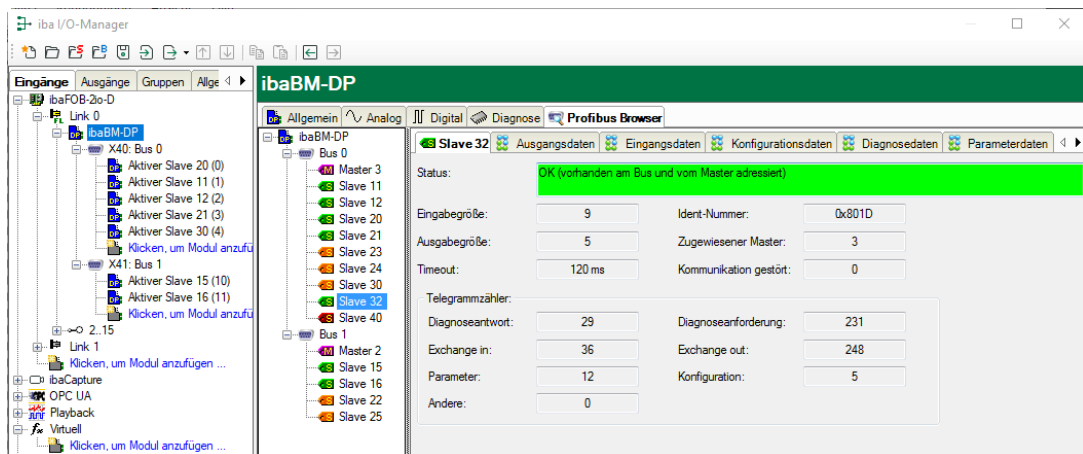 iba I/O-Manager
Eingänge Ausgänge Gruppen Allge
ibaFOB-2io-D
Link 0
ibaBM-DP
X40: Bus 0
Aktiver Slave 20 (0)
Aktiver Slave 11 (1)
Aktiver Slave 12 (2)
Aktiver Slave 21 (3)
Aktiver Slave 30 (4)
Klicken, um Modul anzufü
X41: Bus 1
Aktiver Slave 15 (10)
Aktiver Slave 16 (11)
Klicken, um Modul anzufü
2..15
Link 1
Klicken, um Modul anzufügen ...
ibaCapture
OPC UA
Playback
Virtuell
Klicken, um Modul anzufügen ...
ibaBM-DP
Allgemein Analog Digital Diagnose Profibus Browser
ibaBM-DP
Bus 0
Master 3
Slave 11
Slave 12
Slave 20
Slave 21
Slave 23
Slave 24
Slave 30
Slave 32
Slave 40
Bus 1
Master 2
Slave 15
Slave 16
Slave 22
Slave 25
Slave 32 Ausgangsdaten Eingangsdaten Konfigurationsdaten Diagnosedaten Parameterdaten
Status: OK (vorhanden am Bus und vom Master adressiert)
Eingabegröße: 9 Ident-Nummer: 0x801D
Ausgabegröße: 5 Zugewiesener Master: 3
Timeout: 120 ms Kommunikation gestört: 0
Telegrammzähler:
Diagnoseantwort: 29 Diagnoseanforderung: 231
Exchange in: 36 Exchange out: 248
Parameter: 12 Konfiguration: 5
Andere: 0